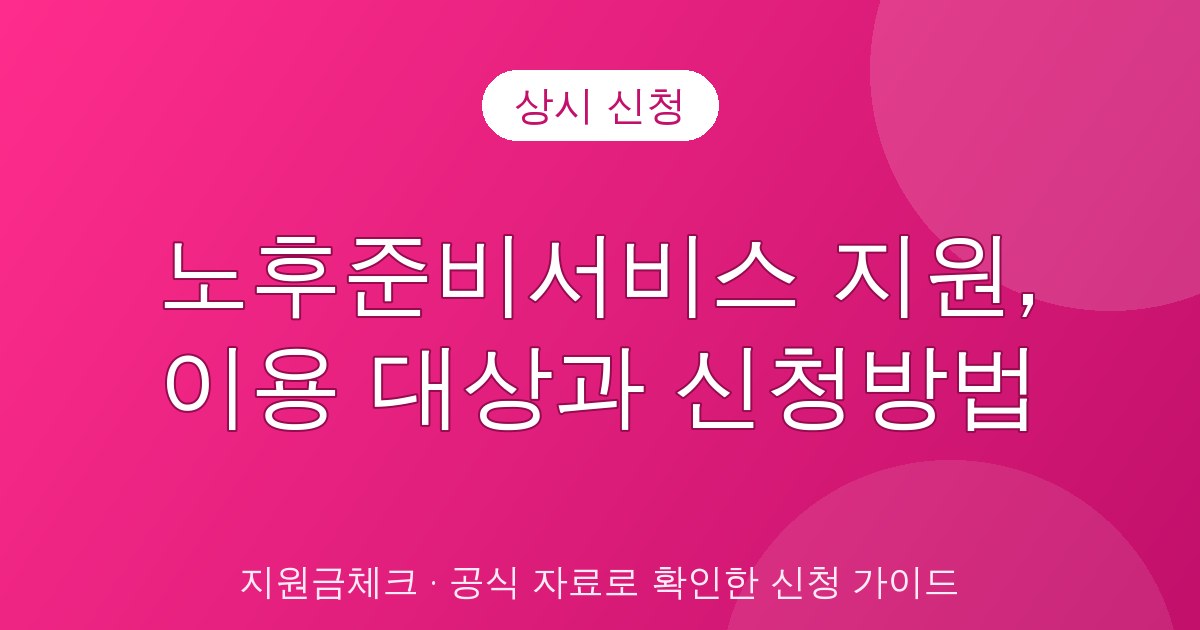 상시 신청
노후준비서비스 지원,
이용 대상과 신청방법
지원금체크 · 공식 자료로 확인한 신청 가이드